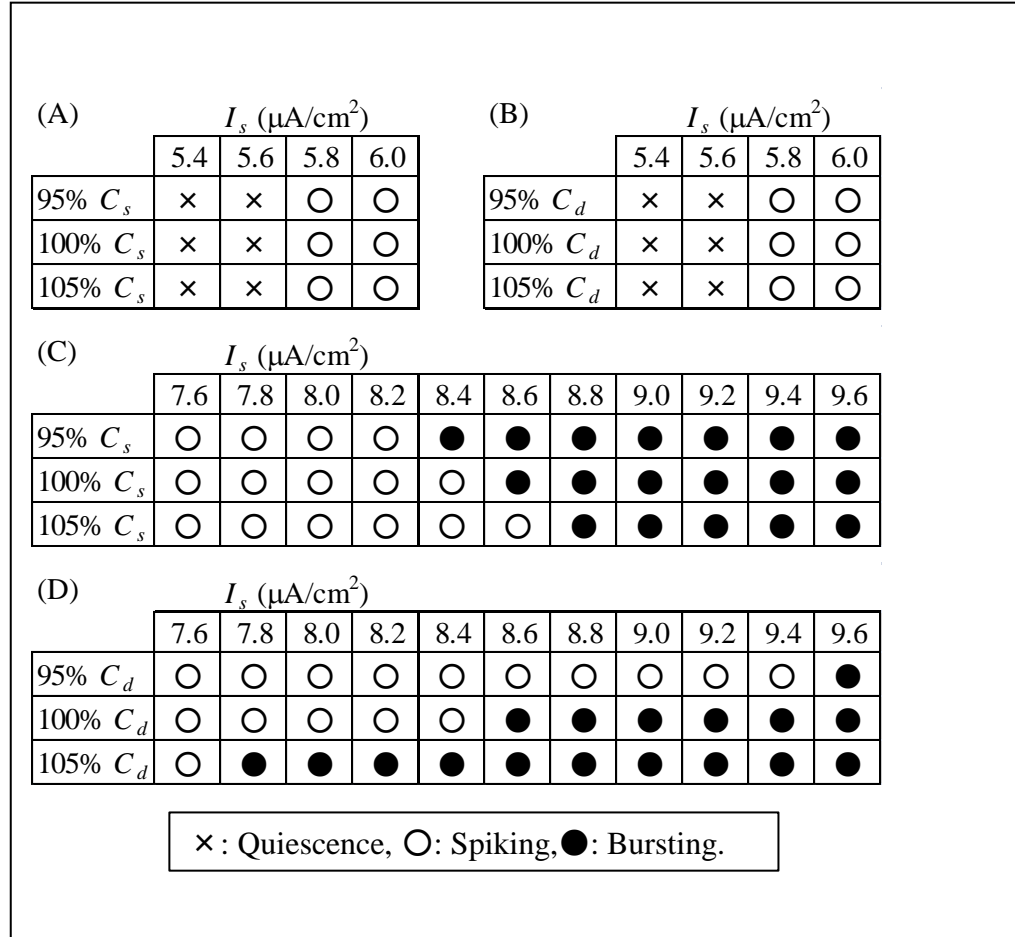 (A) I_s (μA/cm²)
5.4 5.6 5.8 6.0
95% C_s × × ○ ○
100% C_s × × ○ ○
105% C_s × × ○ ○
(B) I_s (μA/cm²)
5.4 5.6 5.8 6.0
95% C_d × × ○ ○
100% C_d × × ○ ○
105% C_d × × ○ ○
(C) I_s (μA/cm²)
7.6 7.8 8.0 8.2 8.4 8.6 8.8 9.0 9.2 9.4 9.6
95% C_s ○ ○ ○ ○ ● ● ● ● ● ● ●
100% C_s ○ ○ ○ ○ ○ ● ● ● ● ● ●
105% C_s ○ ○ ○ ○ ○ ○ ● ● ● ● ●
(D) I_s (μA/cm²)
7.6 7.8 8.0 8.2 8.4 8.6 8.8 9.0 9.2 9.4 9.6
95% C_d ○ ○ ○ ○ ○ ○ ○ ○ ○ ○ ●
100% C_d ○ ○ ○ ○ ○ ● ● ● ● ● ●
105% C_d ○ ● ● ● ● ● ● ● ● ● ●
×: Quiescence, ○: Spiking, ●: Bursting.